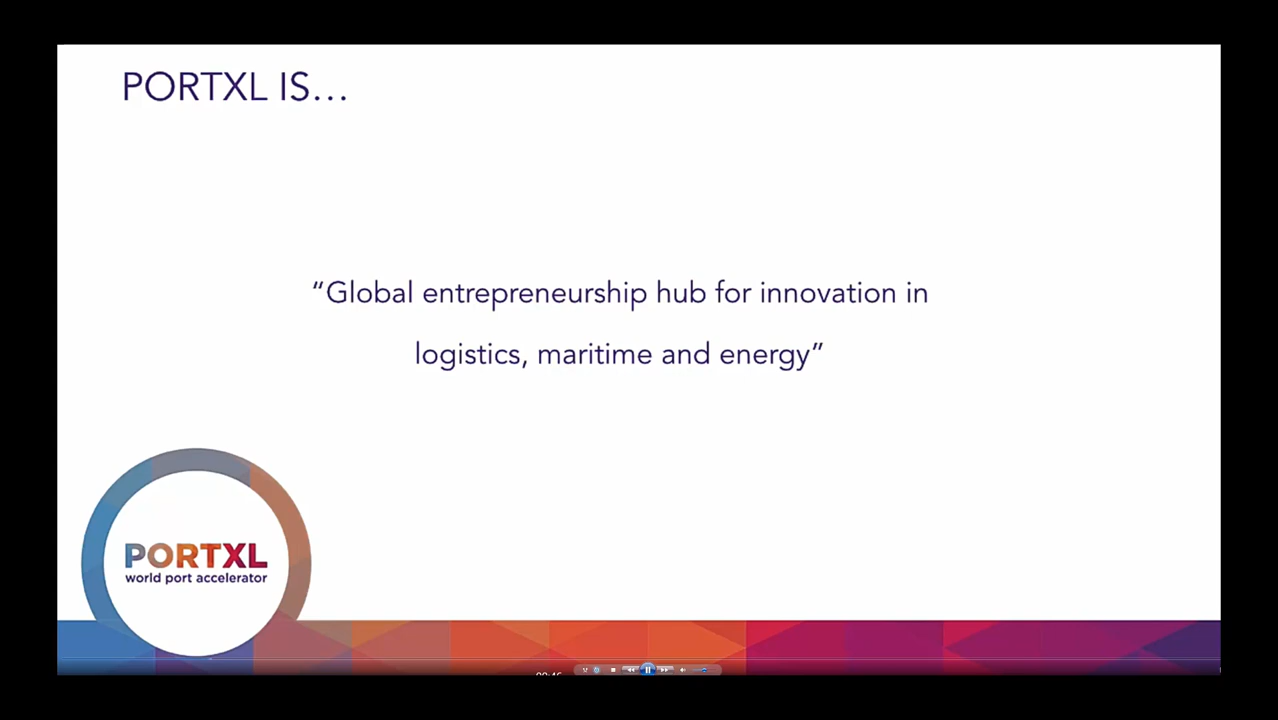 PORTXL IS...
“Global entrepreneurship hub for innovation in
logistics, maritime and energy”
PORTXL
world port accelerator